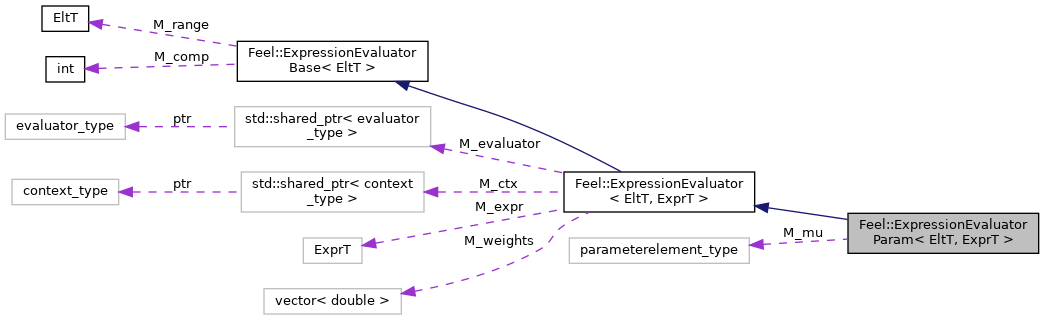 EltT
M_range
M_comp
int
Feel::ExpressionEvaluator
Base< EltT >
evaluator_type
ptr
std::shared_ptr< evaluator
_type >
M_evaluator
context_type
ptr
std::shared_ptr< context
_type >
M_ctx
Feel::ExpressionEvaluator
< EltT, ExprT >
M_expr
ExprT
M_weights
vector< double >
parameterelement_type
M_mu
Feel::ExpressionEvaluator
Param< EltT, ExprT >